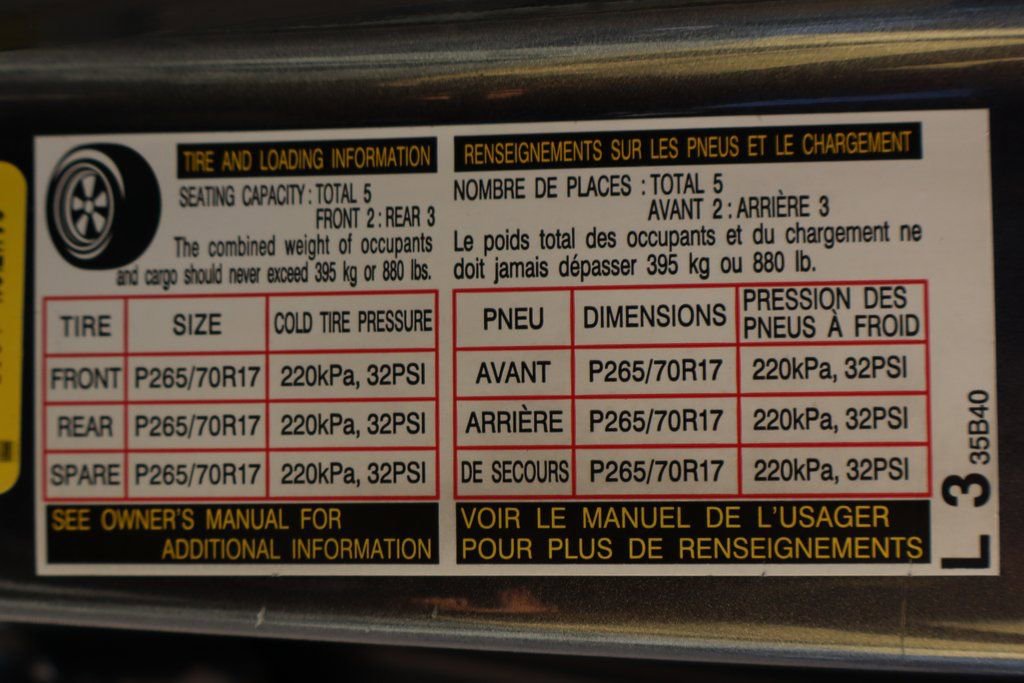 TIRE AND LOADING INFORMATION
SEATING CAPACITY : TOTAL 5
FRONT 2 : REAR 3
The combined weight of occupants
and cargo should never exceed 395 kg or 880 lbs.
TIRE SIZE COLD TIRE PRESSURE
FRONT P265/70R17 220kPa, 32PSI
REAR P265/70R17 220kPa, 32PSI
SPARE P265/70R17 220kPa, 32PSI
SEE OWNER'S MANUAL FOR
ADDITIONAL INFORMATION
RENSEIGNEMENTS SUR LES PNEUS ET LE CHARGEMENT
NOMBRE DE PLACES : TOTAL 5
AVANT 2 : ARRIÈRE 3
Le poids total des occupants et du chargement ne
doit jamais dépasser 395 kg ou 880 lb.
PNEU DIMENSIONS PRESSION DES
PNEUS À FROID
AVANT P265/70R17 220kPa, 32PSI
ARRIÈRE P265/70R17 220kPa, 32PSI
DE SECOURS P265/70R17 220kPa, 32PSI
VOIR LE MANUEL DE L'USAGER
POUR PLUS DE RENSEIGNEMENTS
L 3 35B40